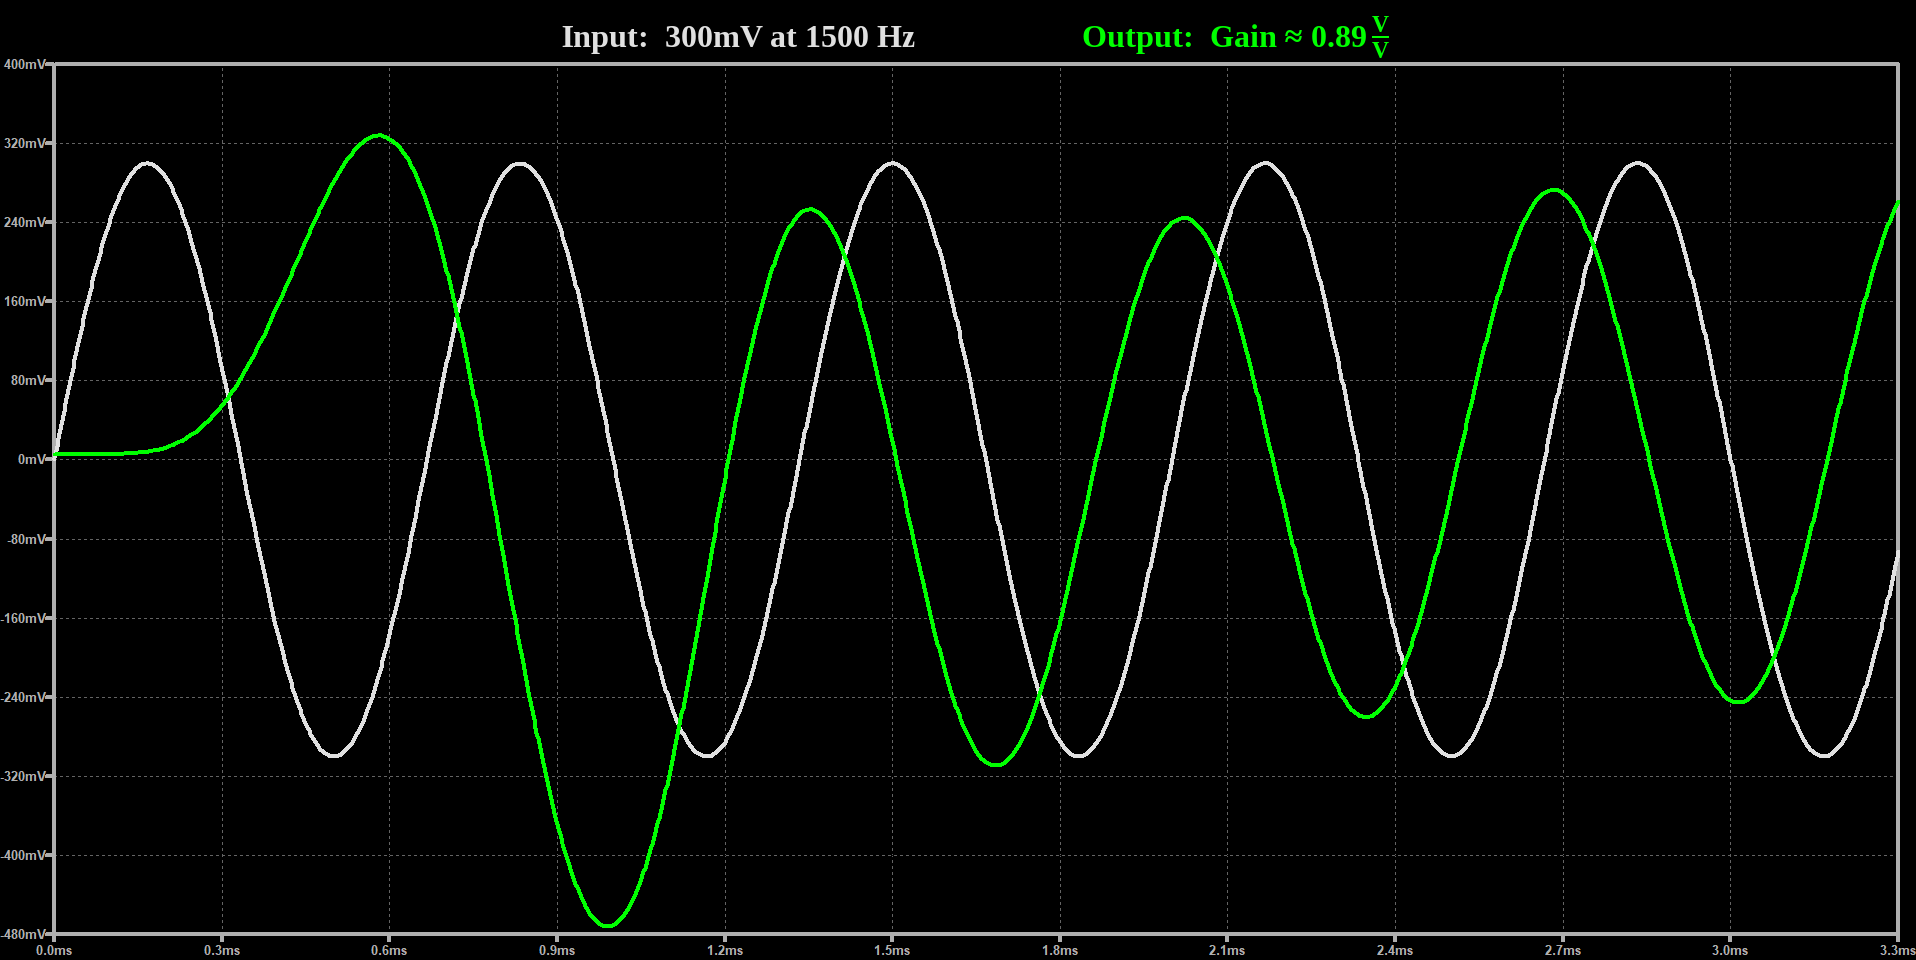 Input: 300mV at 1500 Hz
Output: Gain ≈ 0.89 V/V
400mV
320mV
240mV
160mV
80mV
0mV
-80mV
-160mV
-240mV
-320mV
-400mV
-480mV
0.0ms 0.3ms 0.6ms 0.9ms 1.2ms 1.5ms 1.8ms 2.1ms 2.4ms 2.7ms 3.0ms 3.3ms